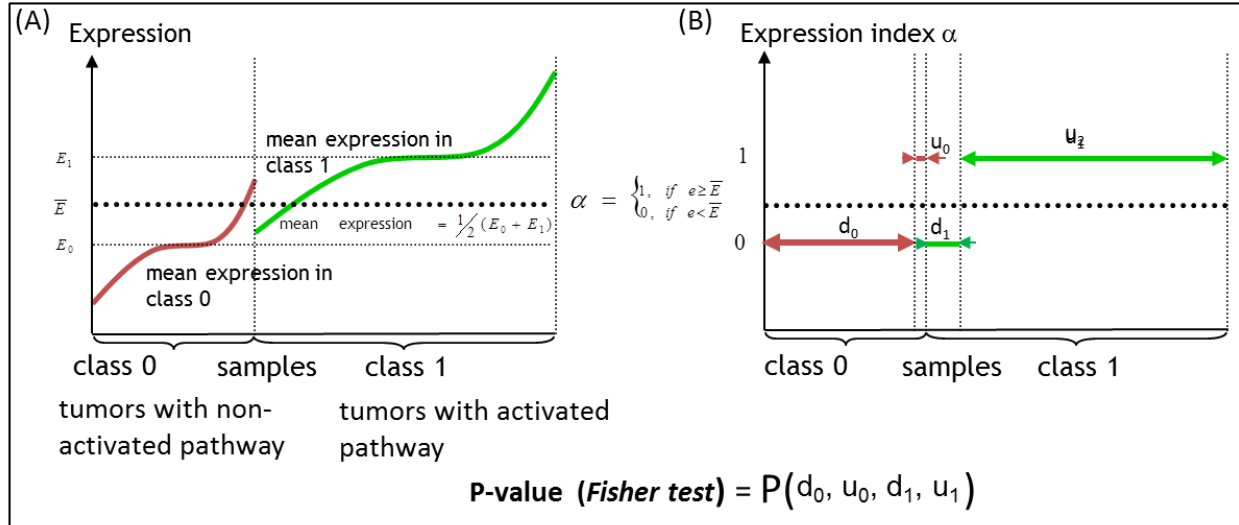 (A)
Expression
mean expression in
class 1
E₁
E̅
E₀
mean expression = 1/2 (E₀ + E₁)
mean expression in
class 0
class 0 samples class 1
tumors with non-
activated pathway
tumors with activated
pathway
α = {1, if e ≥ E̅
0, if e < E̅
(B)
Expression index α
u₀
1
d₀
d₁
0
class 0 samples class 1
P-value (Fisher test) = P(d₀, u₀, d₁, u₁)